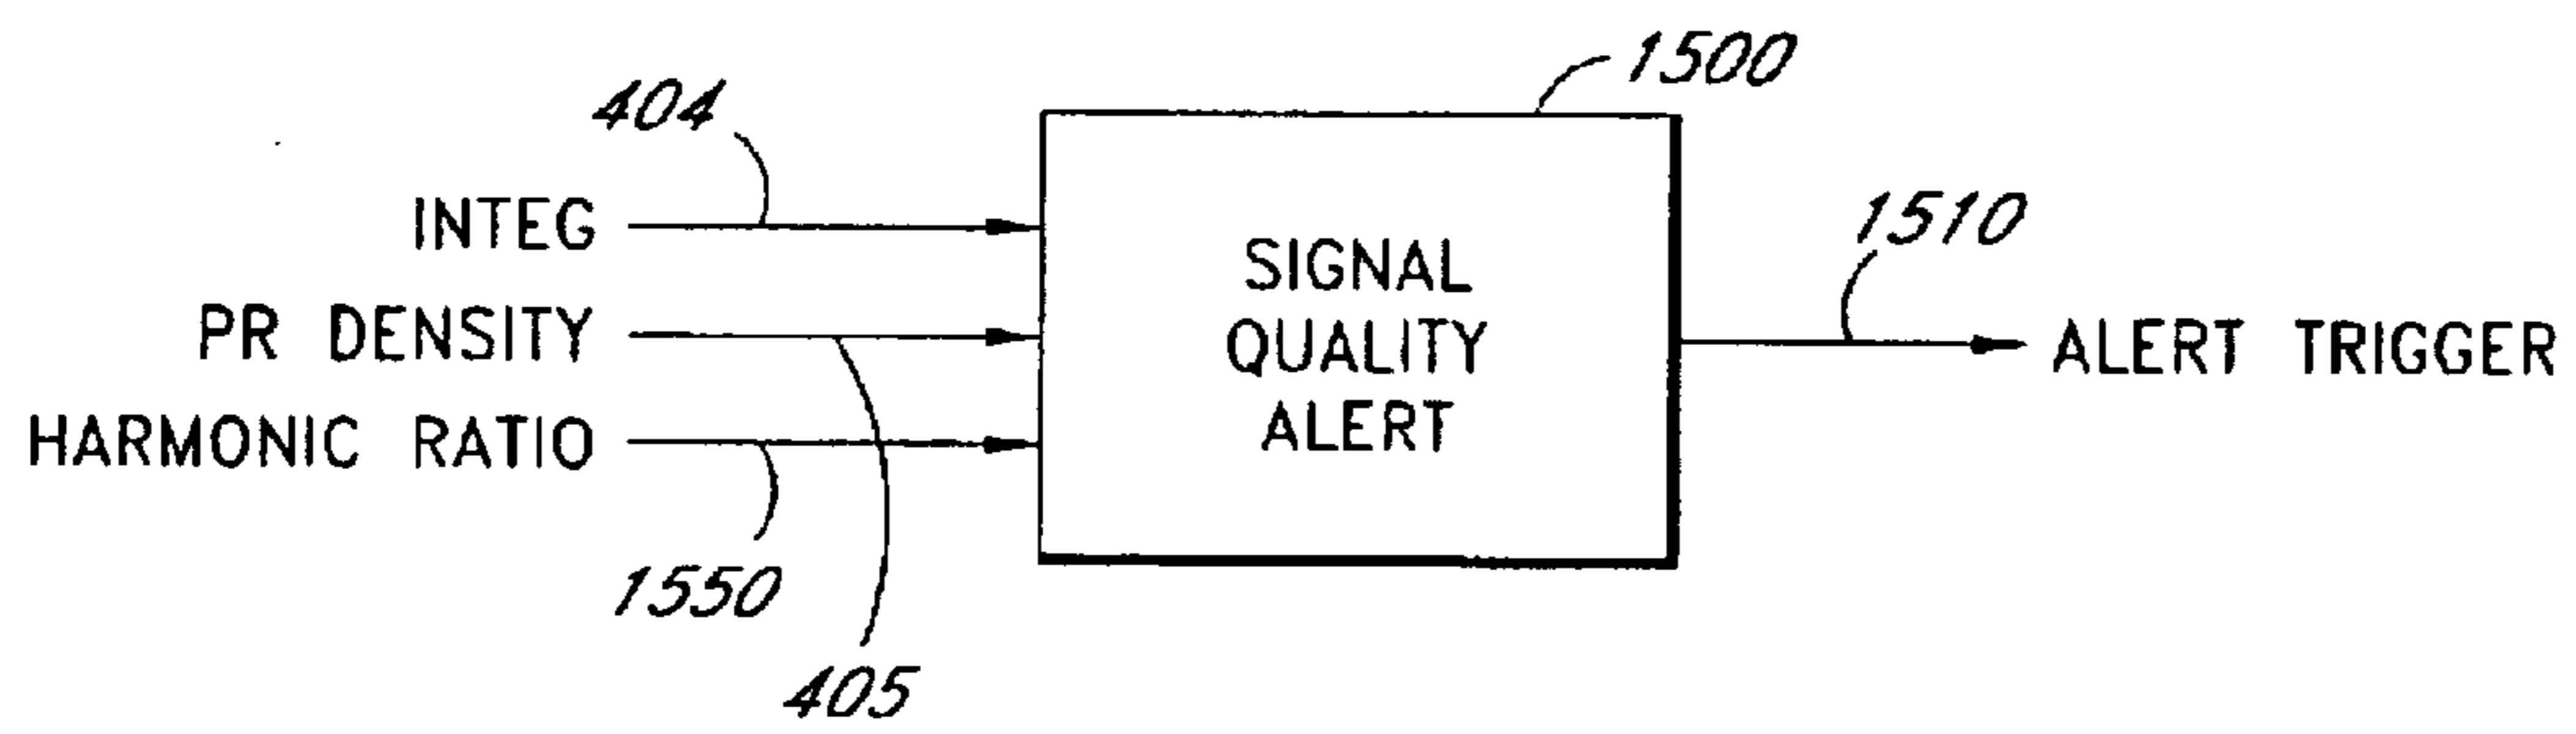 1500
404
INTEG
PR DENSITY
HARMONIC RATIO
SIGNAL
QUALITY
ALERT
1510
ALERT TRIGGER
1550
405